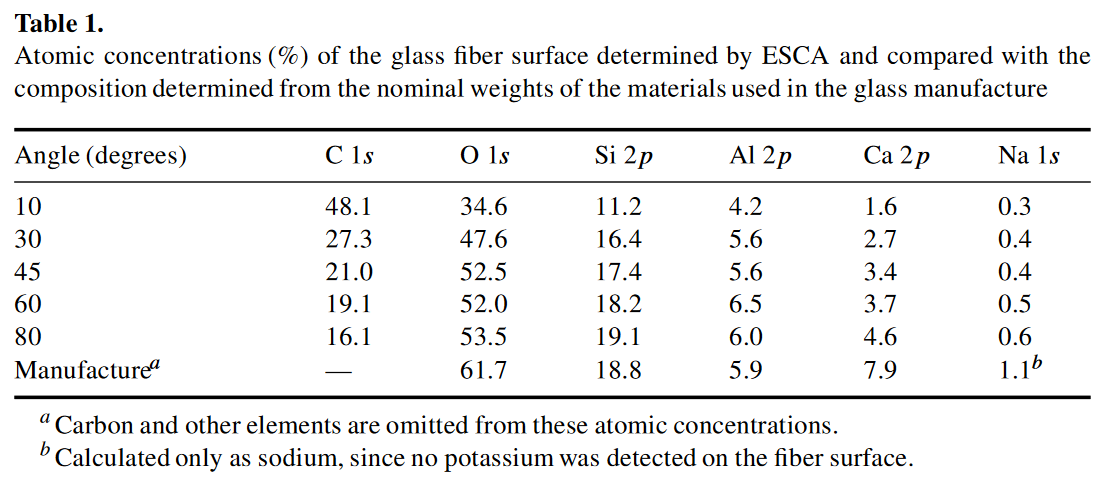 Table 1.
Atomic concentrations (%) of the glass fiber surface determined by ESCA and compared with the
composition determined from the nominal weights of the materials used in the glass manufacture
Angle (degrees) C 1s O 1s Si 2p Al 2p Ca 2p Na 1s
10 48.1 34.6 11.2 4.2 1.6 0.3
30 27.3 47.6 16.4 5.6 2.7 0.4
45 21.0 52.5 17.4 5.6 3.4 0.4
60 19.1 52.0 18.2 6.5 3.7 0.5
80 16.1 53.5 19.1 6.0 4.6 0.6
Manufacture^a — 61.7 18.8 5.9 7.9 1.1^b
^a Carbon and other elements are omitted from these atomic concentrations.
^b Calculated only as sodium, since no potassium was detected on the fiber surface.